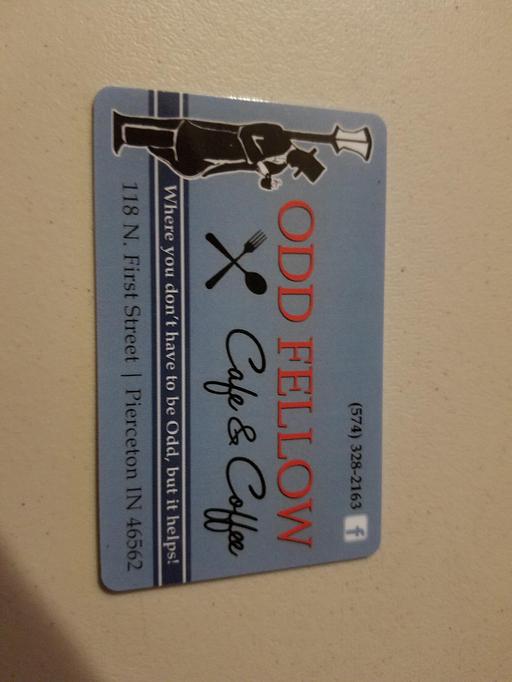 (574) 328-2163 f
ODD FELLOW
Cafe & Coffee
Where you don't have to be Odd, but it helps!
118 N. First Street | Pierceton IN 46562